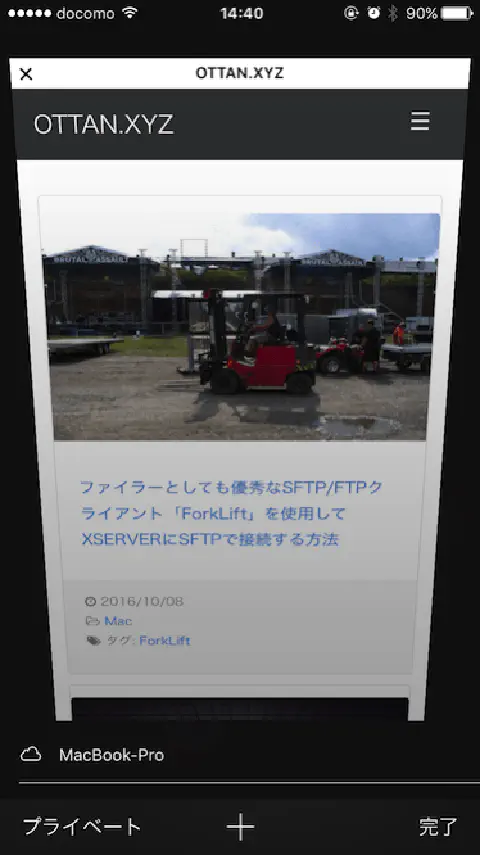 docomo 14:40 90%
OTTAN.XYZ
OTTAN.XYZ
BRUTAL ASSAULT BRUTAL ASSAULT
ファイラーとしても優秀なSFTP/FTPク
ライアント「ForkLift」を使用して
XSERVERにSFTPで接続する方法
2016/10/08
Mac
タグ: ForkLift
MacBook-Pro
プライベート 完了